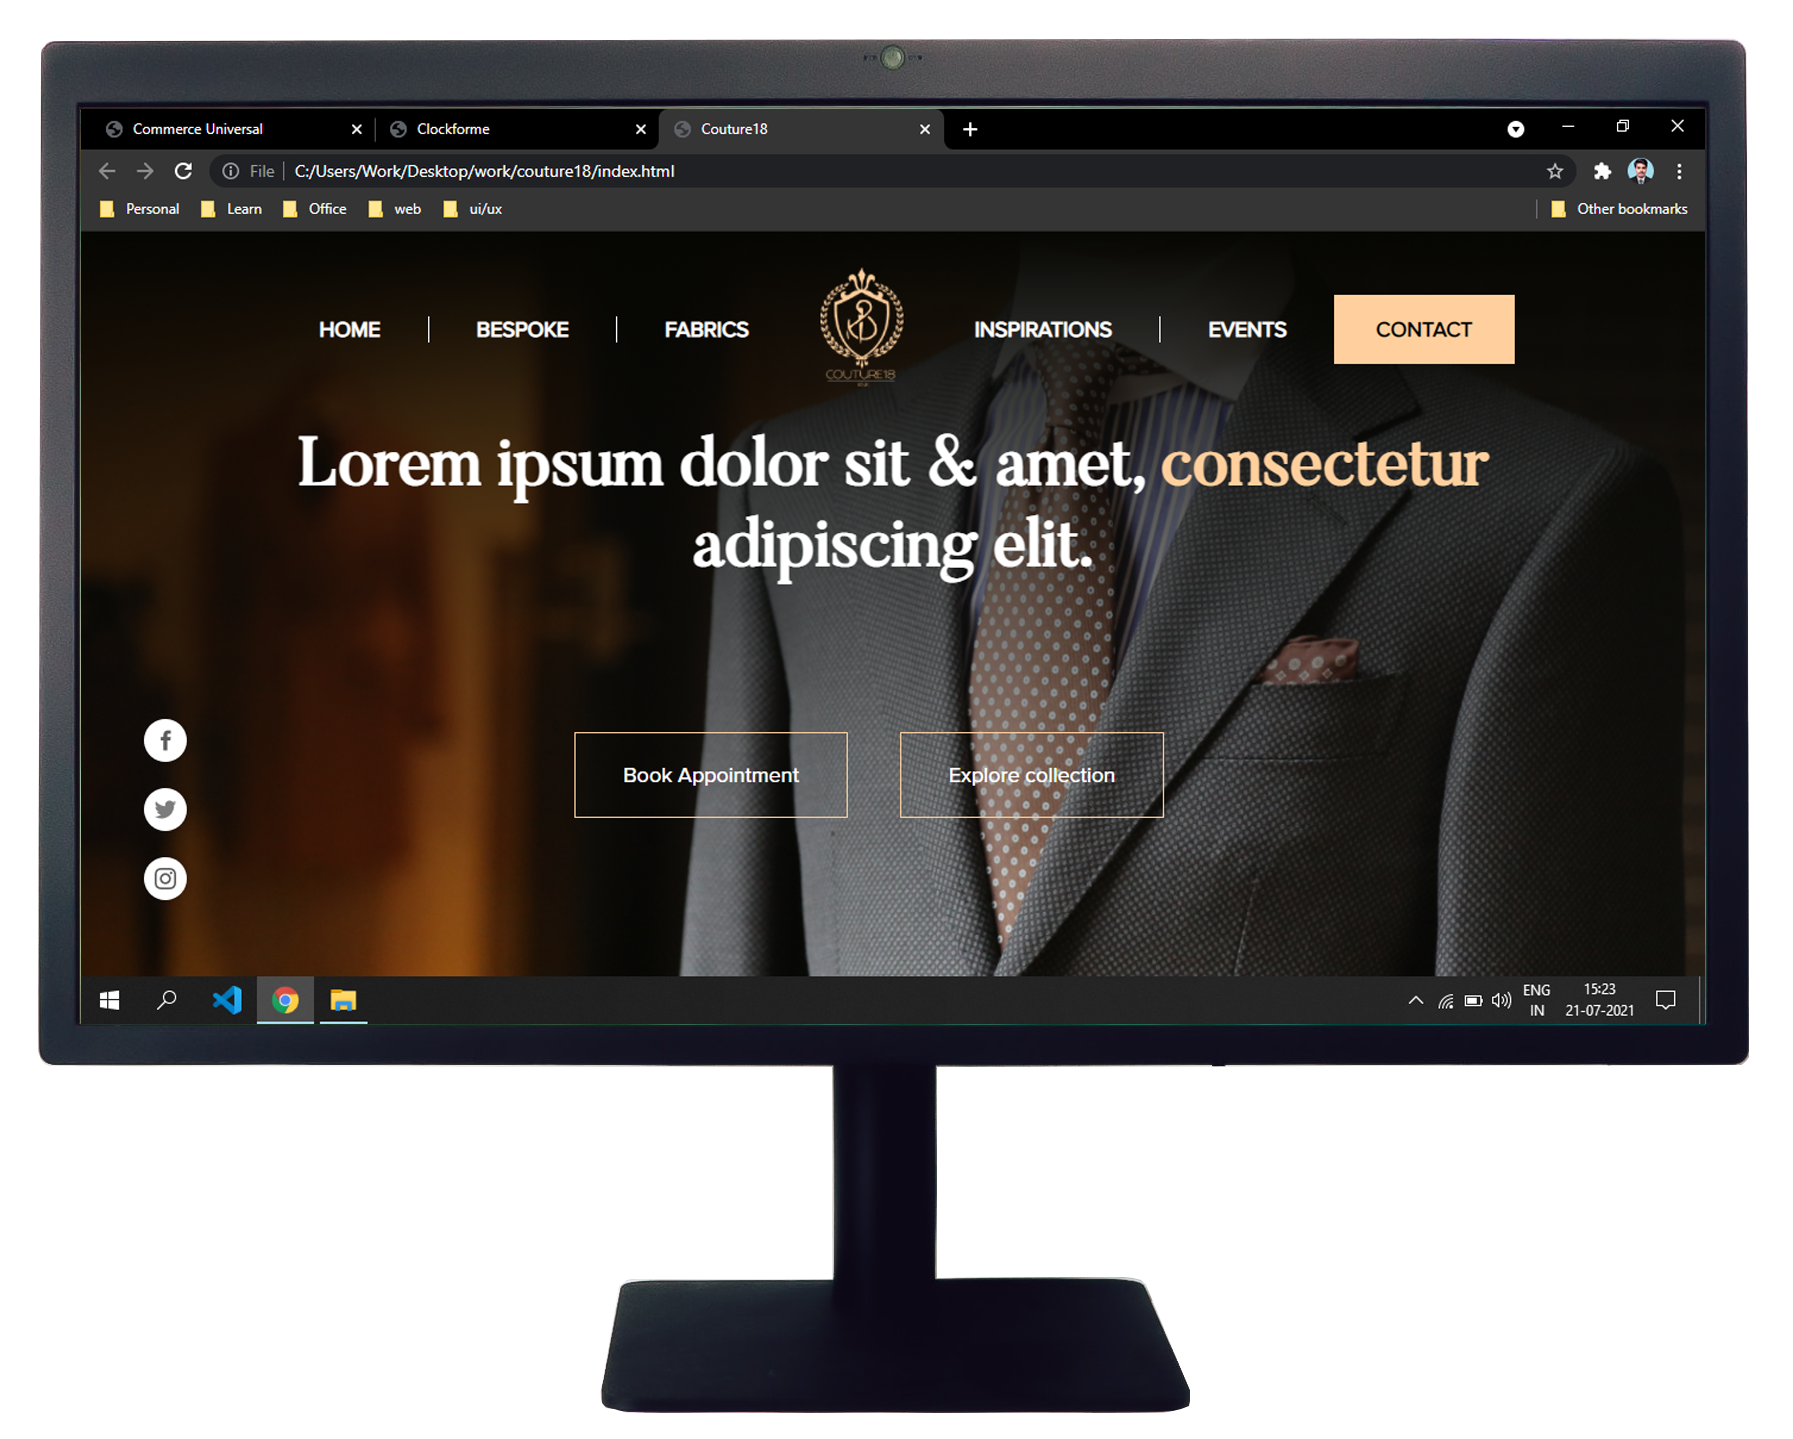 Commerce Universal
Clockforme
Couture18
File
C:/Users/Work/Desktop/work/couture18/index.html
Personal
Learn
Office
web
ui/ux
Other bookmarks
HOME
BESPOKE
FABRICS
COUTURE18
INSPIRATIONS
EVENTS
CONTACT
Lorem ipsum dolor sit & amet, consectetur
adipiscing elit.
Book Appointment
Explore collection
ENG
IN
15:23
21-07-2021